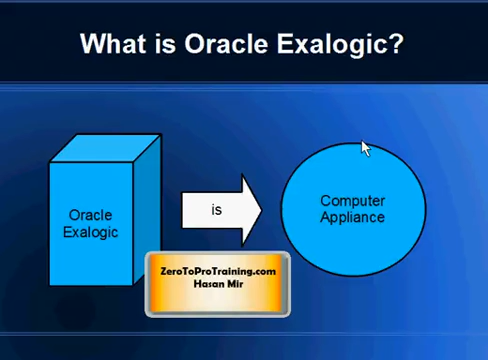 What is Oracle Exalogic?
Oracle
Exalogic
is
Computer
Appliance
ZeroToProTraining.com
Hasan Mir